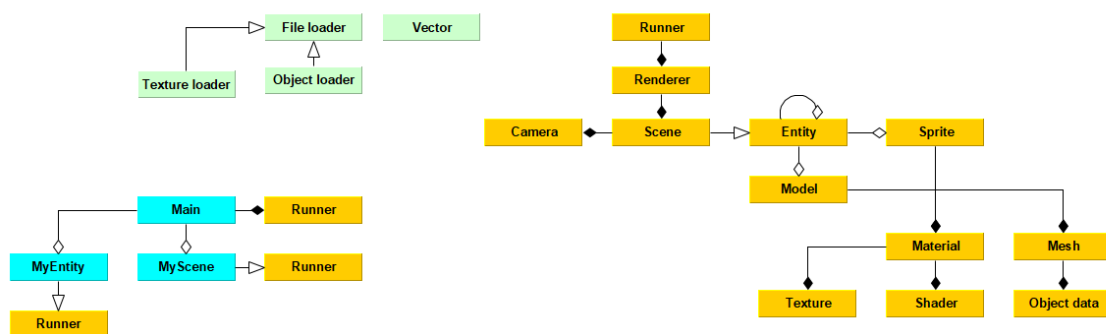 File loader
Vector
Texture loader
Object loader
Runner
Renderer
Camera
Scene
Entity
Sprite
Model
Material
Mesh
Texture
Shader
Object data
Main
Runner
MyEntity
MyScene
Runner
Runner